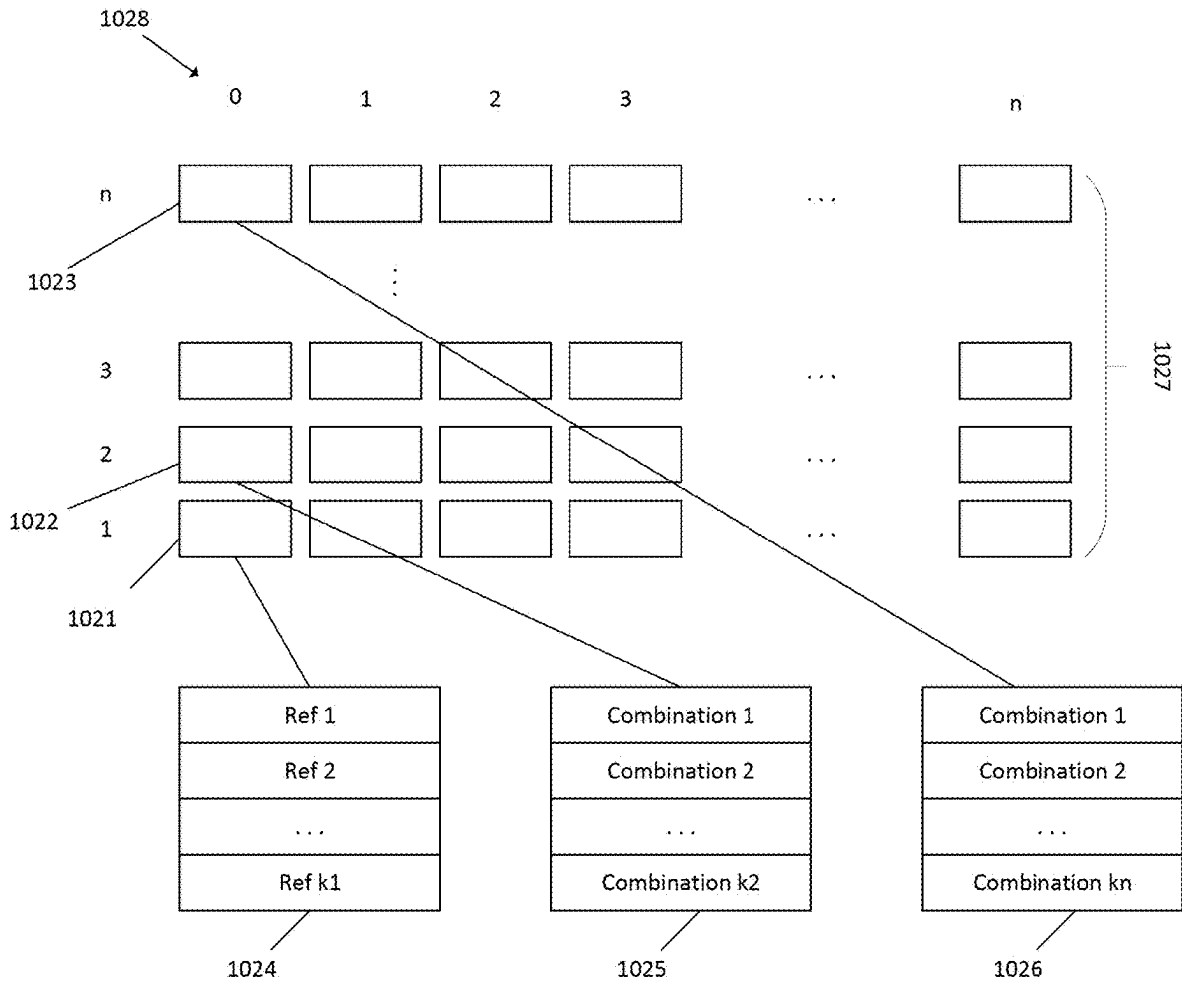 1028
0 1 2 3 n
n ...
1023
...
3 ...
1027
2 ...
1022
1 ...
1021
Ref 1 Combination 1 Combination 1
Ref 2 Combination 2 Combination 2
... ... ...
Ref k1 Combination k2 Combination kn
1024 1025 1026